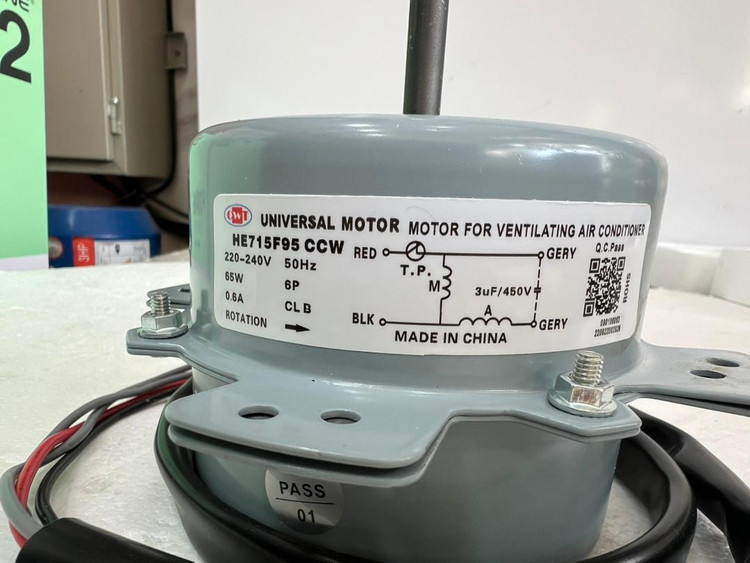 2
GWT UNIVERSAL MOTOR MOTOR FOR VENTILATING AIR CONDITIONER
HE715F95 CCW
220-240V 50Hz
65W 6P
0.6A CL B
ROTATION
RED
T.P.
GERY
M
3uF/450V
A
BLK
GERY
MADE IN CHINA
Q.C.Pass
ROHS
PASS
01